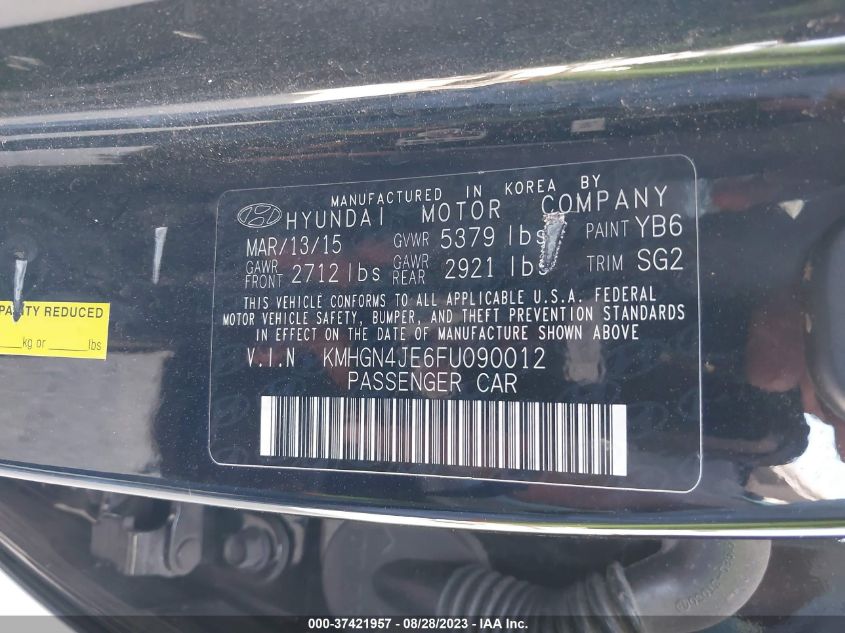 MANUFACTURED IN KOREA BY
HYUNDAI MOTOR COMPANY
MAR/13/15 GVWR 5379 lbs PAINT YB6
GAWR FRONT 2712 lbs GAWR REAR 2921 lbs TRIM SG2
THIS VEHICLE CONFORMS TO ALL APPLICABLE U.S.A. FEDERAL
MOTOR VEHICLE SAFETY, BUMPER, AND THEFT PREVENTION STANDARDS
IN EFFECT ON THE DATE OF MANUFACTURE SHOWN ABOVE
V.I.N KMHGN4JE6FU090012
PASSENGER CAR
REDUCED
kg or lbs
000-37421957 / 08/28/2023 / © IAA Inc.